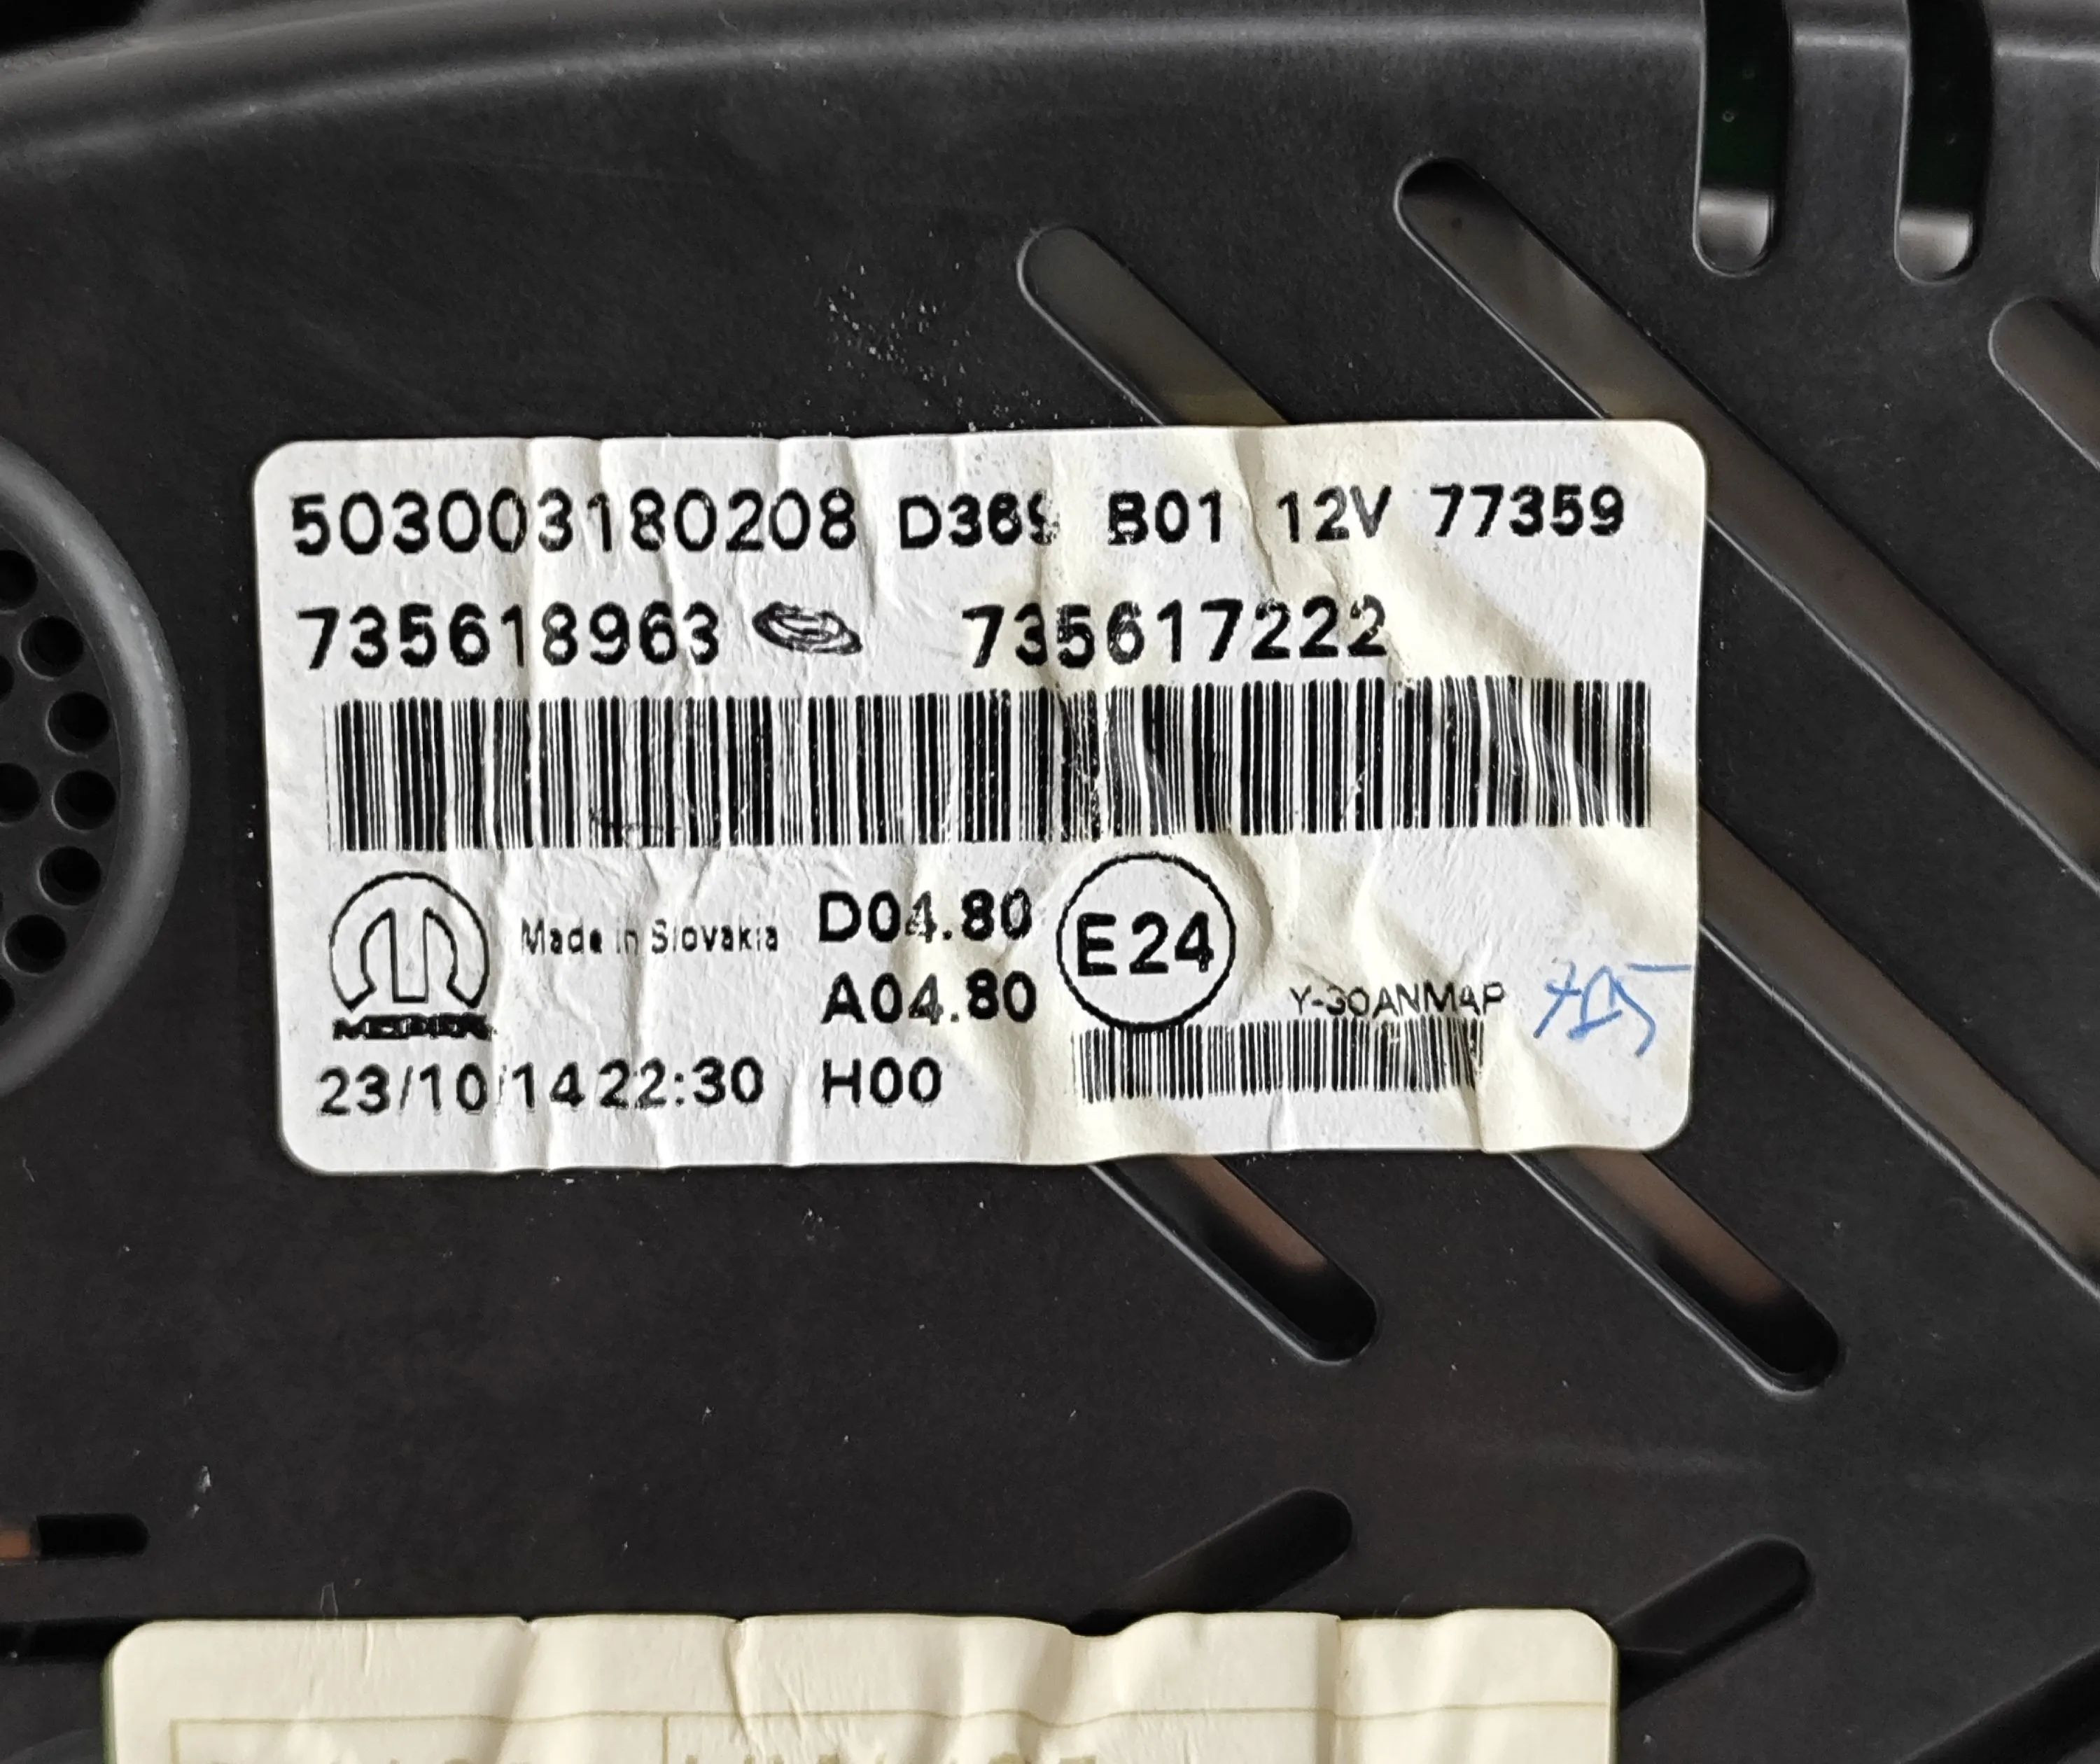 503003180208 D369 B01 12V 77359
735618963 735617222
Made in Slovakia D04.80
E24
A04.80
Y-30ANM4P
23/10/14 22:30 H00